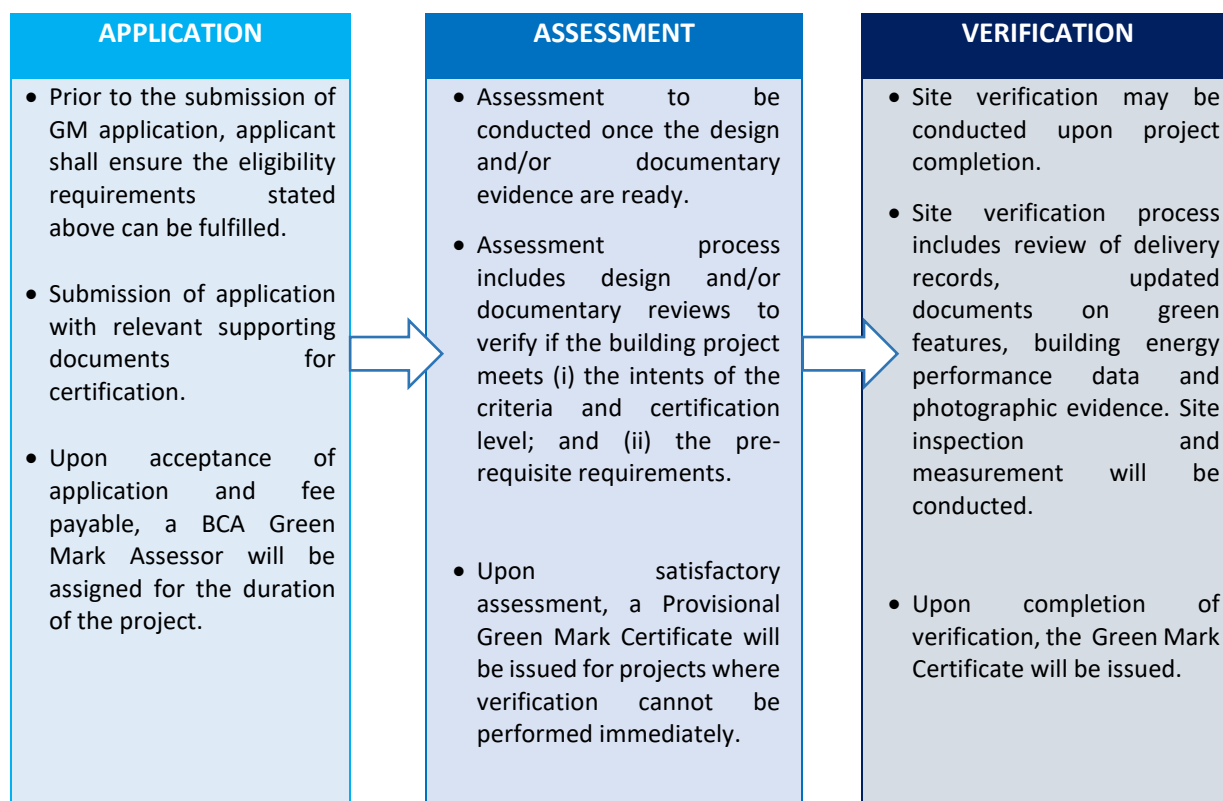 APPLICATION
• Prior to the submission of
GM application, applicant
shall ensure the eligibility
requirements stated
above can be fulfilled.
• Submission of application
with relevant supporting
documents for
certification.
• Upon acceptance of
application and fee
payable, a BCA Green
Mark Assessor will be
assigned for the duration
of the project.
ASSESSMENT
• Assessment to be
conducted once the design
and/or documentary
evidence are ready.
• Assessment process
includes design and/or
documentary reviews to
verify if the building project
meets (i) the intents of the
criteria and certification
level; and (ii) the pre-
requisite requirements.
• Upon satisfactory
assessment, a Provisional
Green Mark Certificate will
be issued for projects where
verification cannot be
performed immediately.
VERIFICATION
• Site verification may be
conducted upon project
completion.
• Site verification process
includes review of delivery
records, updated
documents on green
features, building energy
performance data and
photographic evidence. Site
inspection and
measurement will be
conducted.
• Upon completion of
verification, the Green Mark
Certificate will be issued.